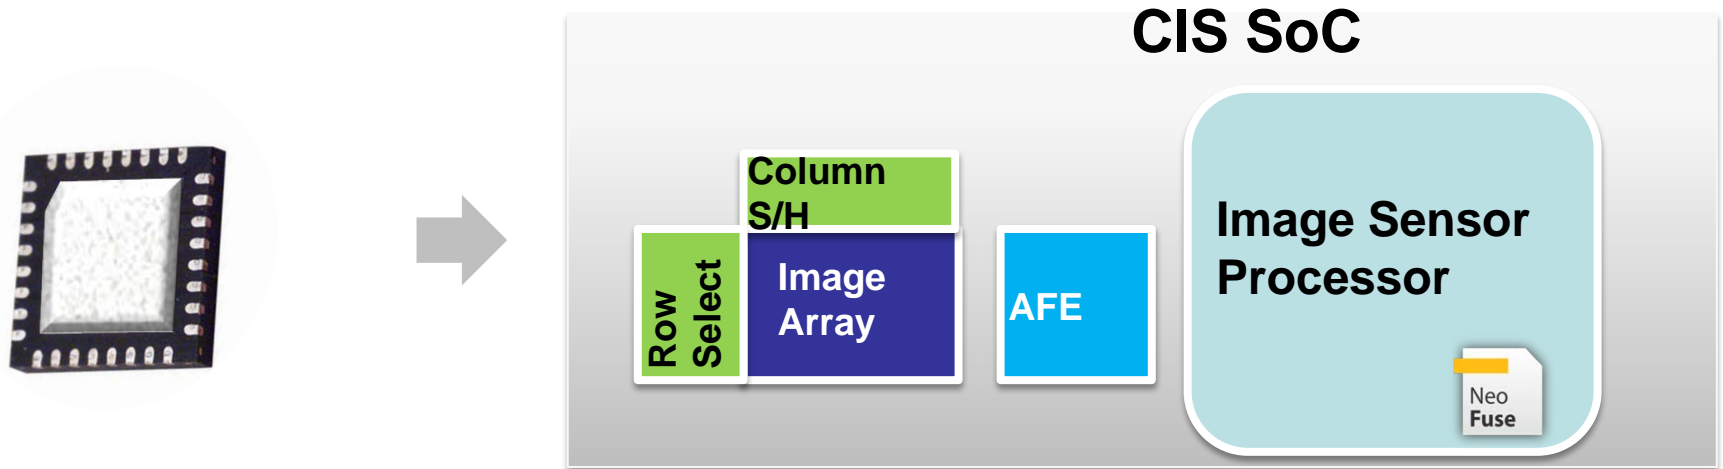 CIS SoC
Column
S/H
Row
Select
Image
Array
AFE
Image Sensor
Processor
Neo
Fuse